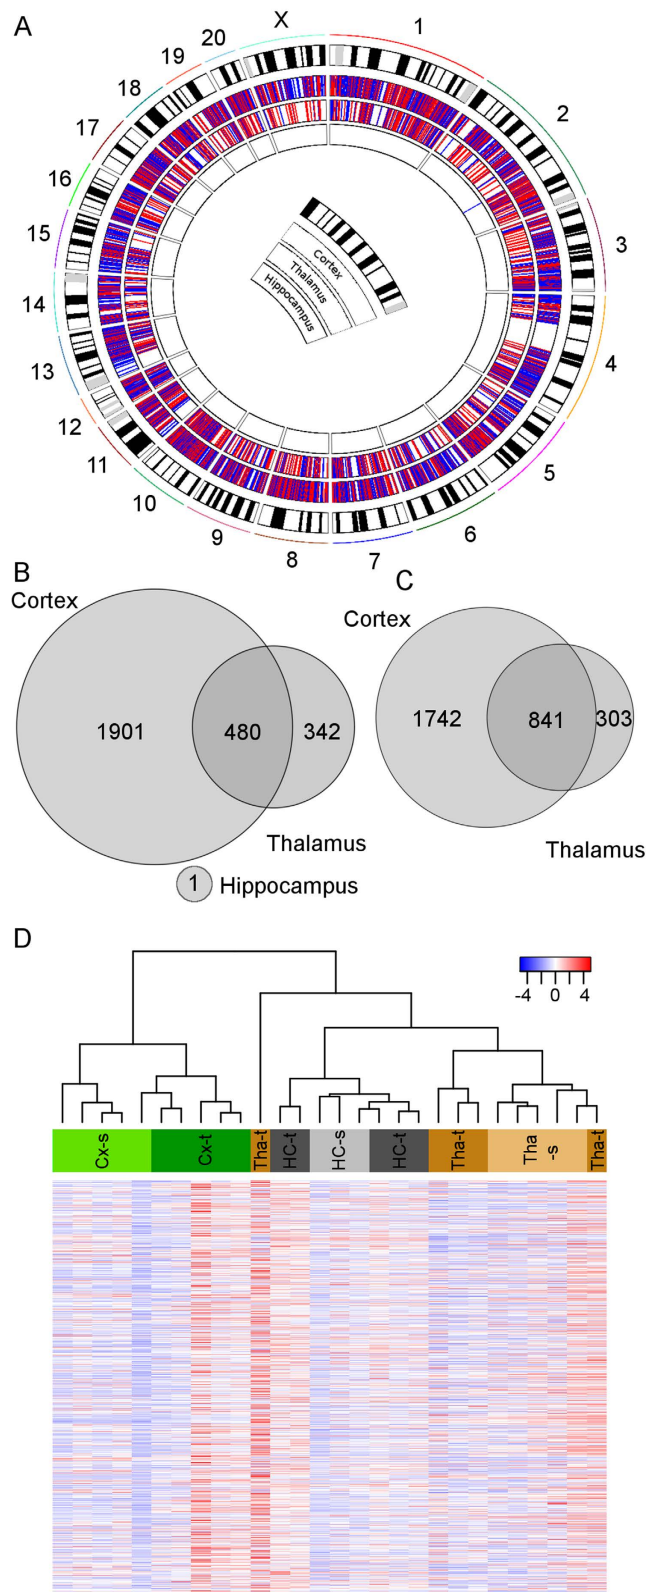 A
X
1
2
3
4
5
6
7
8
9
10
11
12
13
14
15
16
17
18
19
20
Cortex
Thalamus
Hippocampus
B
Cortex
1901
480
342
Thalamus
1
Hippocampus
C
Cortex
1742
841
303
Thalamus
D
-4
0
4
Cx-s
Cx-t
Tha-t
HC-t
HC-s
HC-t
Tha-t
Tha
-s
Tha-t